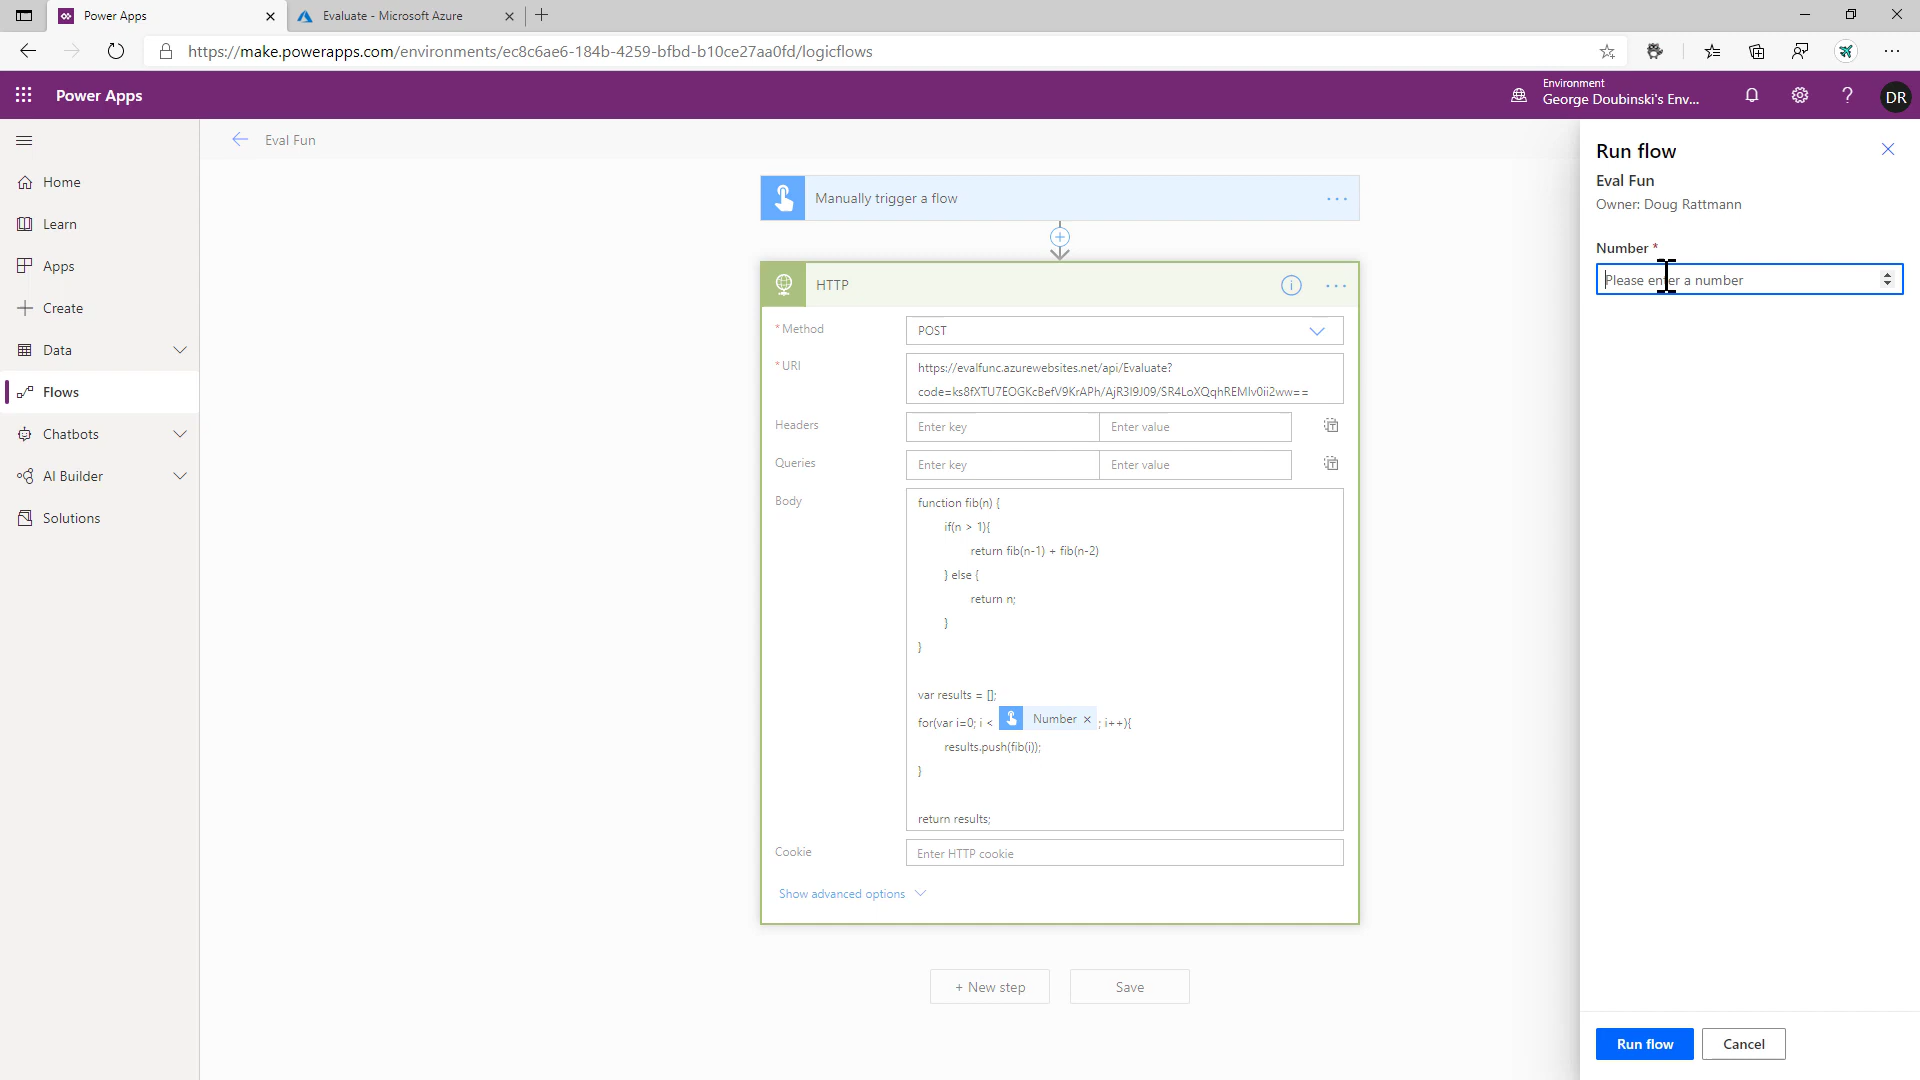 Power Apps
Evaluate - Microsoft Azure
https://make.powerapps.com/environments/ec8c6ae6-184b-4259-bfbd-b10ce27aa0fd/logicflows
Power Apps
Environment
George Doubinski's Env...
DR
Eval Fun
Home
Learn
Apps
Create
Data
Flows
Chatbots
AI Builder
Solutions
Manually trigger a flow
HTTP
* Method
POST
* URI
https://evalfunc.azurewebsites.net/api/Evaluate?
code=ks8fXTU7EOGKcBefV9KrAPh/AjR3I9J09/SR4LoXQqhREMlv0ii2ww==
Headers
Enter key
Enter value
Queries
Enter key
Enter value
Body
function fib(n) {
if(n > 1){
return fib(n-1) + fib(n-2)
} else {
return n;
}
}
var results = [];
for(var i=0; i < Number × ; i++){
results.push(fib(i));
}
return results;
Cookie
Enter HTTP cookie
Show advanced options
+ New step
Save
Run flow
Eval Fun
Owner: Doug Rattmann
Number *
Please enter a number
Run flow
Cancel